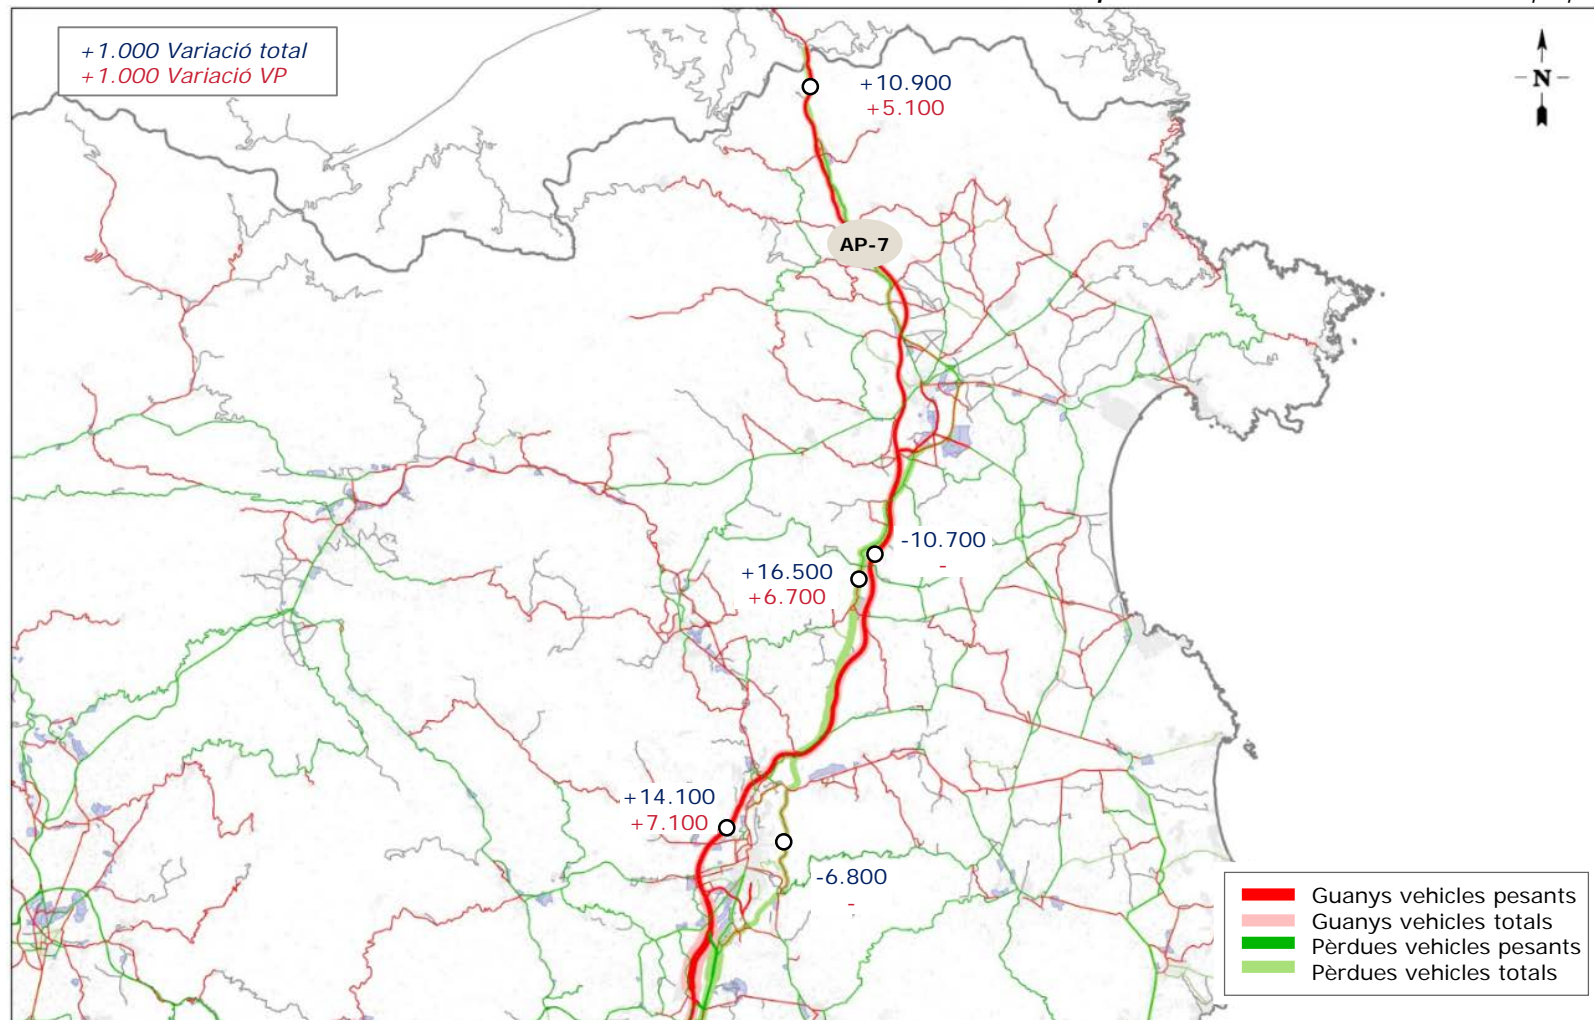 +1.000 Variació total
+1.000 Variació VP
N
+10.900
+5.100
AP-7
-10.700
-
+16.500
+6.700
+14.100
+7.100
-6.800
-
Guanys vehicles pesants
Guanys vehicles totals
Pèrdues vehicles pesants
Pèrdues vehicles totals